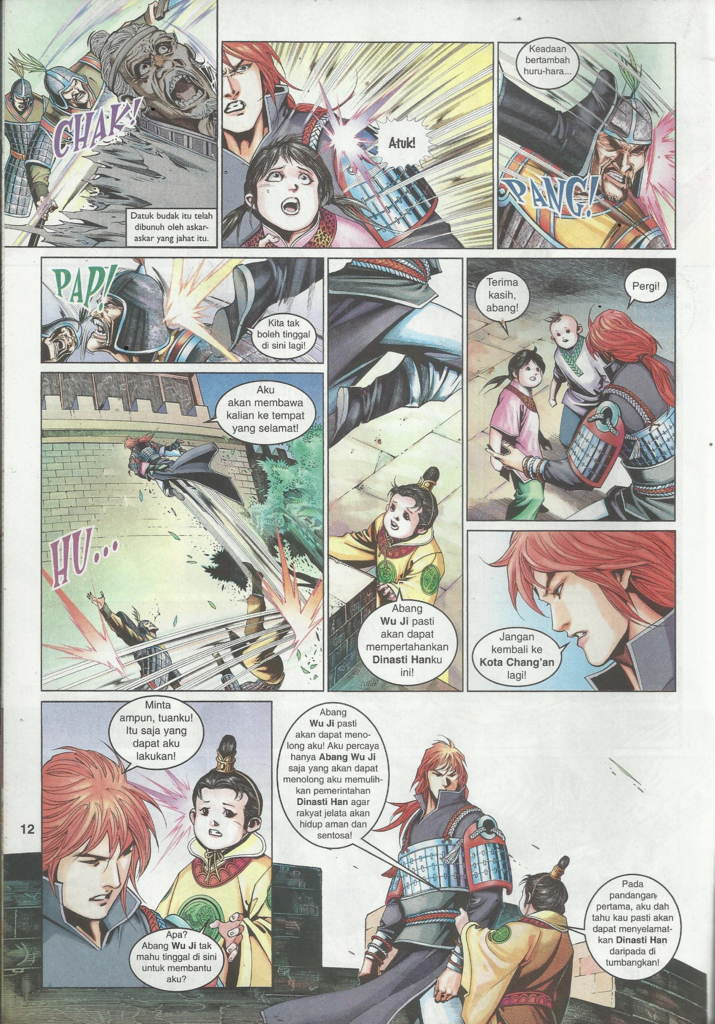 CHAK!
Datuk budak itu telah
dibunuh oleh askar-
askar yang jahat itu.
Atuk!
Keadaan
bertambah
huru-hara...
PANG!
PAP!
Kita tak
boleh tinggal
di sini lagi!
Aku
akan membawa
kalian ke tempat
yang selamat!
HU...
Abang
Wu Ji pasti
akan dapat
mempertahankan
Dinasti Hanku
ini!
Terima
kasih,
abang!
Pergi!
Jangan
kembali ke
Kota Chang'an
lagi!
Minta
ampun, tuanku!
Itu saja yang
dapat aku
lakukan!
Apa?
Abang Wu Ji tak
mahu tinggal di sini
untuk membantu
aku?
Abang
Wu Ji pasti
akan dapat meno-
long aku! Aku percaya
hanya Abang Wu Ji
saja yang akan dapat
menolong aku memulih-
kan pemerintahan
Dinasti Han agar
rakyat jelata akan
hidup aman dan
sentosa!
Pada
pandangan
pertama, aku dah
tahu kau pasti akan
dapat menyelamat-
kan Dinasti Han
daripada di
tumbangkan!
12